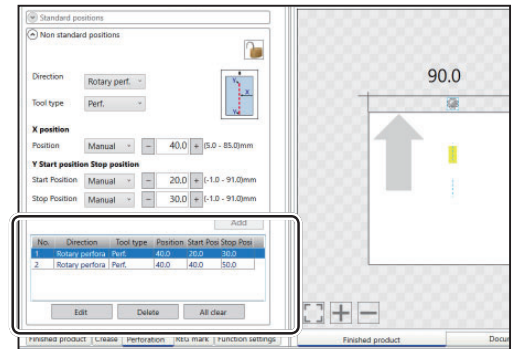 Standard positions
Non standard positions
Direction Rotary perf.
Tool type Perf.
Y X
Y
X position
Position Manual − 40.0 + (5.0 - 85.0)mm
Y Start position Stop position
Start Position Manual − 20.0 + (-1.0 - 91.0)mm
Stop Position Manual − 30.0 + (-1.0 - 91.0)mm
Add
No. Direction Tool type Position Start Posi Stop Posi
1 Rotary perfora Perf. 40.0 20.0 30.0
2 Rotary perfora Perf. 40.0 40.0 50.0
Edit Delete All clear
Finished product Crease Perforation REG mark Function settings
90.0
Finished product Docum